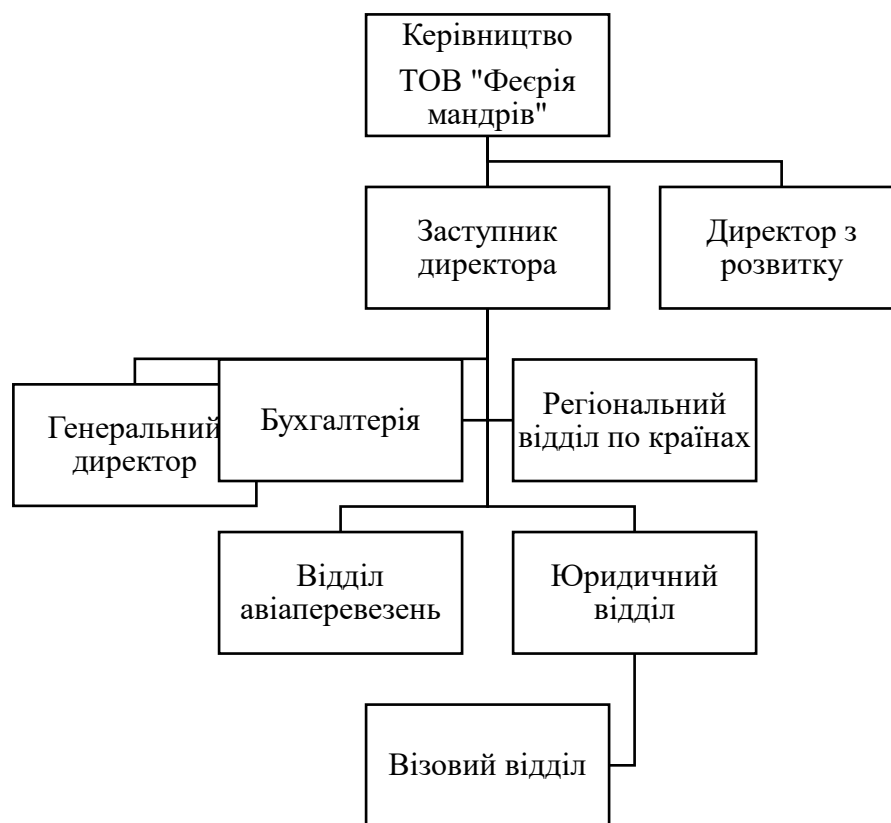 Керівництво
ТОВ "Феєрія
мандрів"
Заступник
директора
Директор з
розвитку
Генеральний
директор
Бухгалтерія
Регіональний
відділ по країнах
Відділ
авіаперевезень
Юридичний
відділ
Візовий відділ